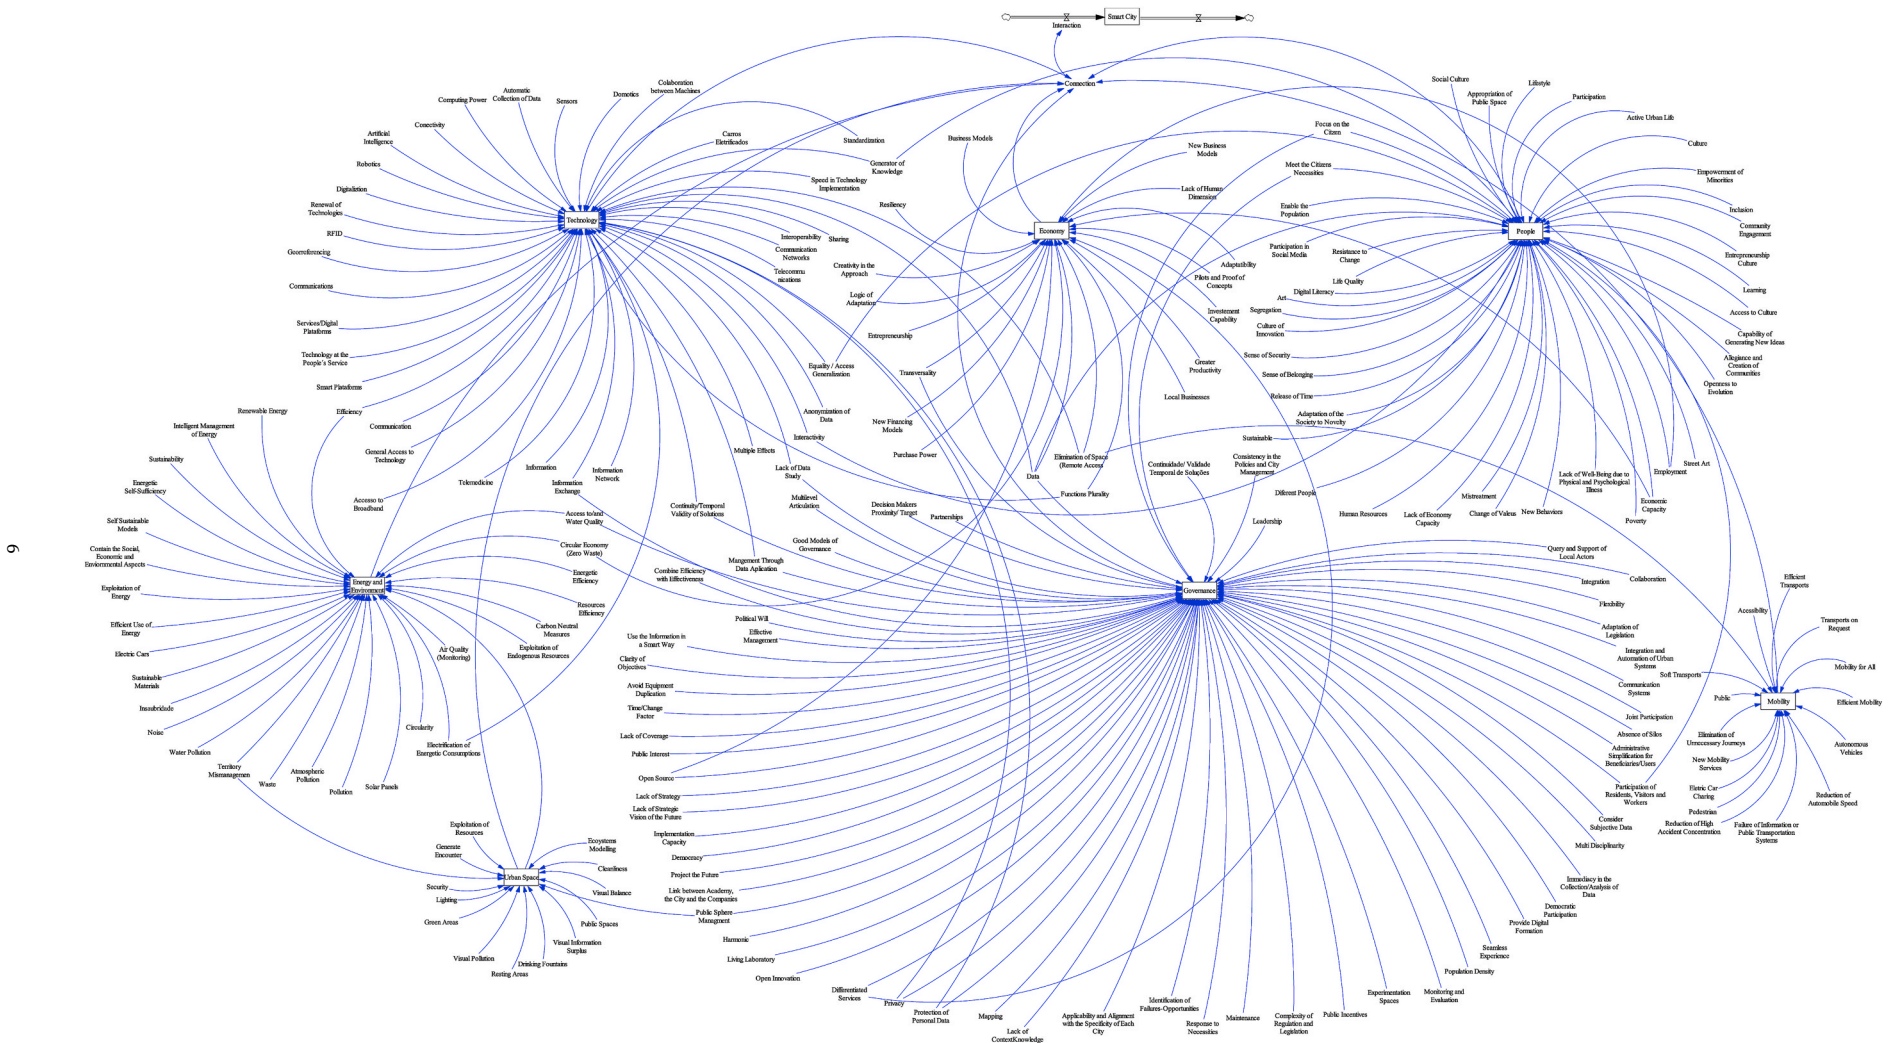 Smart City
Interaction
Connection
Colaboration
between Machines
Automatic
Collection of Data
Computing Power
Sensors
Domotics
Conectivity
Artificial
Intelligence
Robotics
Digitaliztion
Renewal of
Technologies
RFID
Georreferencing
Communications
Services/Digital
Plataforms
Technology at the
People's Service
Smart Plataforms
Efficiency
Communication
General Access to
Technology
Accesso to
Broadband
Telemedicine
Information
Information
Exchange
Information
Network
Technology
Carros
Eletrificados
Standardization
Generator of
Knowledge
Speed in Technology
Implementation
Interoperability
Sharing
Communication
Networks
Telecommu
nications
Equality / Access
Generalization
Anonymization of
Data
Interactivity
Multiple Effects
Lack of Data
Study
Continuity/Temporal
Validity of Solutions
Mangement Through
Data Aplication
Business Models
Resiliency
Creativity in the
Approach
Logic of
Adaptation
Entrepreneurship
Transversality
New Financing
Models
Purchase Power
Economy
New Business
Models
Lack of Human
Dimension
Adaptatibility
Pilots and Proof of
Concepts
Investement
Capability
Greater
Productivity
Local Businesses
Elimination of Space
(Remote Access
Data
Functions Plurality
Focus on the
Citizen
Meet the Citizens
Necessities
Enable the
Population
Participation in
Social Media
Resistance to
Change
Life Quality
Digital Literacy
Art
Segregation
Culture of
Innovation
Sense of Security
Sense of Belonging
Release of Time
Adaptation of the
Society to Novelty
Sustainable
Diferent People
Human Resources
Lack of Economy
Capacity
Mistreatment
Change of Valeus
New Behaviors
Lack of Well-Being due to
Physical and Psychological
Illness
Poverty
Economic
Capacity
Employment
Street Art
People
Social Culture
Appropriation of
Public Space
Lifestyle
Participation
Active Urban Life
Culture
Empowerment of
Minorities
Inclusion
Community
Engagement
Entrepreneurship
Culture
Learning
Access to Culture
Capability of
Generating New Ideas
Allegiance and
Creation of
Communities
Openness to
Evolution
Renewable Energy
Intelligent Management
of Energy
Sustainability
Energetic
Self-Sufficiency
Self Sustainable
Models
Contain the Social,
Economic and
Enviornmental Aspects
Exploitation of
Energy
Efficient Use of
Energy
Electric Cars
Sustainable
Materials
Insaubridade
Noise
Water Pollution
Territory
Mismanagemen
Waste
Atmospheric
Pollution
Pollution
Solar Panels
Circularity
Electrification of
Energetic Consumptions
Air Quality
(Monitoring)
Exploitation of
Endogenous Resources
Carbon Neutral
Measures
Resources
Efficiency
Energetic
Efficiency
Circular Economy
(Zero Waste)
Access to/and
Water Quality
Energy and
Environment
9
Exploitation of
Resources
Generate
Encounter
Security
Lighting
Green Areas
Visual Pollution
Resting Areas
Drinking Fountains
Visual Information
Surplus
Public Spaces
Visual Balance
Cleanliness
Ecoystems
Modelling
Urban Space
Continuidade/ Validade
Temporal de Soluções
Consistency in the
Policies and City
Management
Leadership
Partnerships
Decision Makers
Proximity/ Target
Multilevel
Articulation
Good Models of
Governance
Combine Efficiency
with Effectiveness
Political Will
Effective
Management
Use the Information in
a Smart Way
Clarity of
Objectives
Avoid Equipment
Duplication
Time/Change
Factor
Lack of Coverage
Public Interest
Open Source
Lack of Strategy
Lack of Strategic
Vision of the Future
Implementation
Capacity
Democracy
Project the Future
Link between Academy,
the City and the Companies
Public Sphere
Managment
Harmonic
Living Laboratory
Open Innovation
Differentiated
Services
Privacy
Protection of
Personal Data
Mapping
Lack of
ContextKnowledge
Applicability and Alignment
with the Specificity of Each
City
Identification of
Failures-Opportunities
Response to
Necessities
Maintenance
Complexity of
Regulation and
Legislation
Public Incentives
Experimentation
Spaces
Monitoring and
Evaluation
Population Density
Seamless
Experience
Provide Digital
Formation
Democratic
Participation
Immediacy in the
Collection/Analysis of
Data
Multi Disciplinarity
Consider
Subjective Data
Participation of
Residents, Visitors and
Workers
Administrative
Simplification for
Beneficiaries/Users
Absence of Silos
Joint Participation
Communication
Systems
Integration and
Automation of Urban
Systems
Adaptation of
Legislation
Flexibility
Integration
Collaboration
Query and Support of
Local Actors
Governance
Efficient
Transports
Acessiblity
Transports on
Request
Mobility for All
Efficient Mobility
Autonomous
Vehicles
Reduction of
Automobile Speed
Failure of Information or
Public Transportation
Systems
Reduction of High
Accident Concentration
Pedestrian
Eletric Car
Charing
New Mobility
Services
Elimination of
Unnecessary Journeys
Public
Soft Transports
Mobility